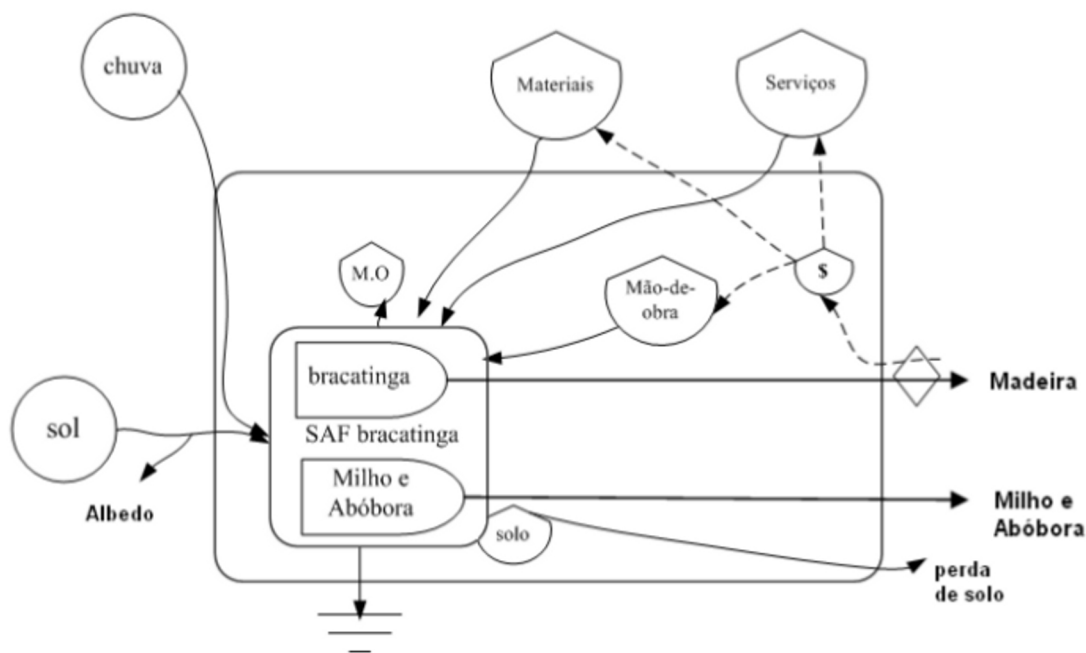 chuva
Materiais
Serviços
M.O
Mão-de-
obra
$
bracatinga
Madeira
sol
SAF bracatinga
Milho e
Abóbora
Albedo
Milho e
Abóbora
solo
perda
de solo